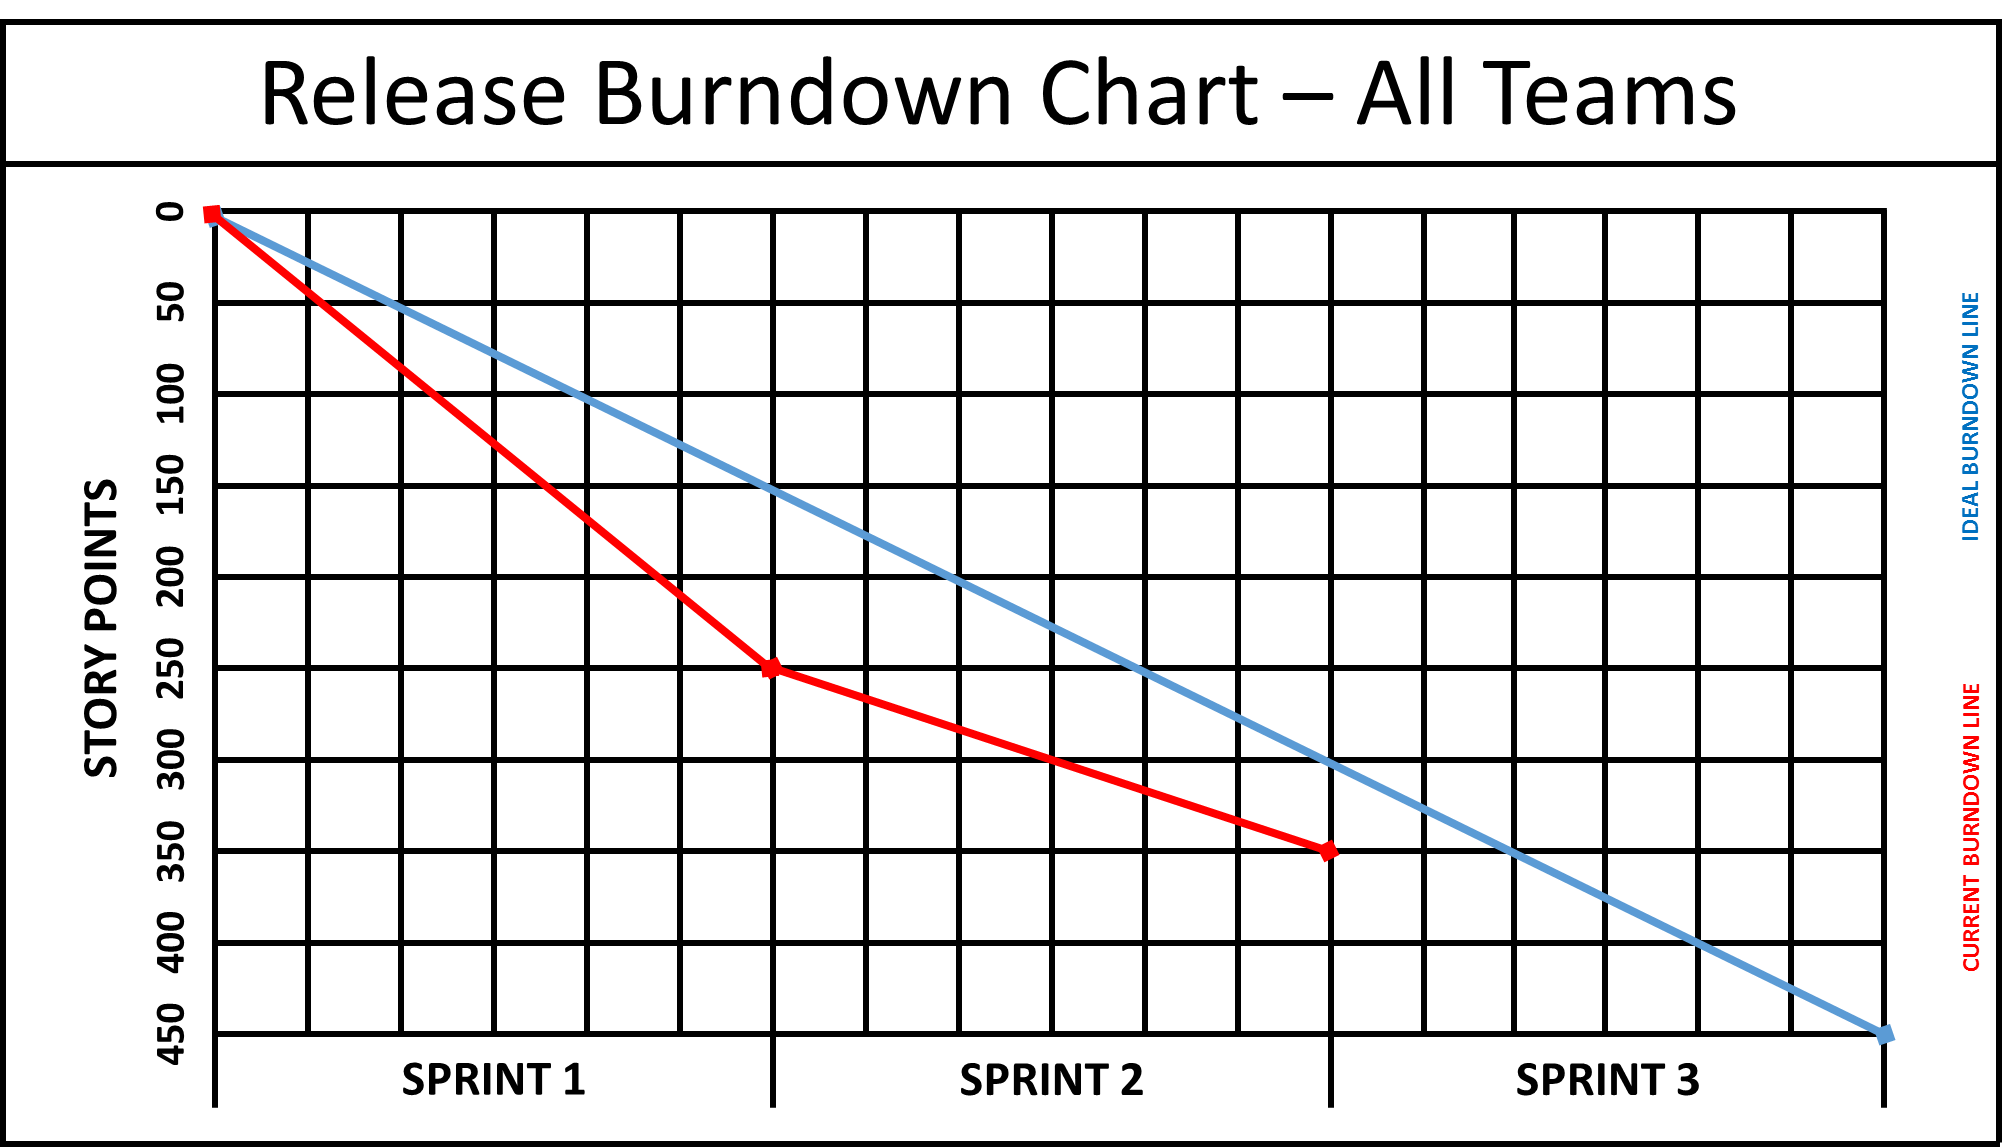 Release Burndown Chart – All Teams
STORY POINTS
0
50
100
150
200
250
300
350
400
450
SPRINT 1
SPRINT 2
SPRINT 3
IDEAL BURNDOWN LINE
CURRENT BURNDOWN LINE